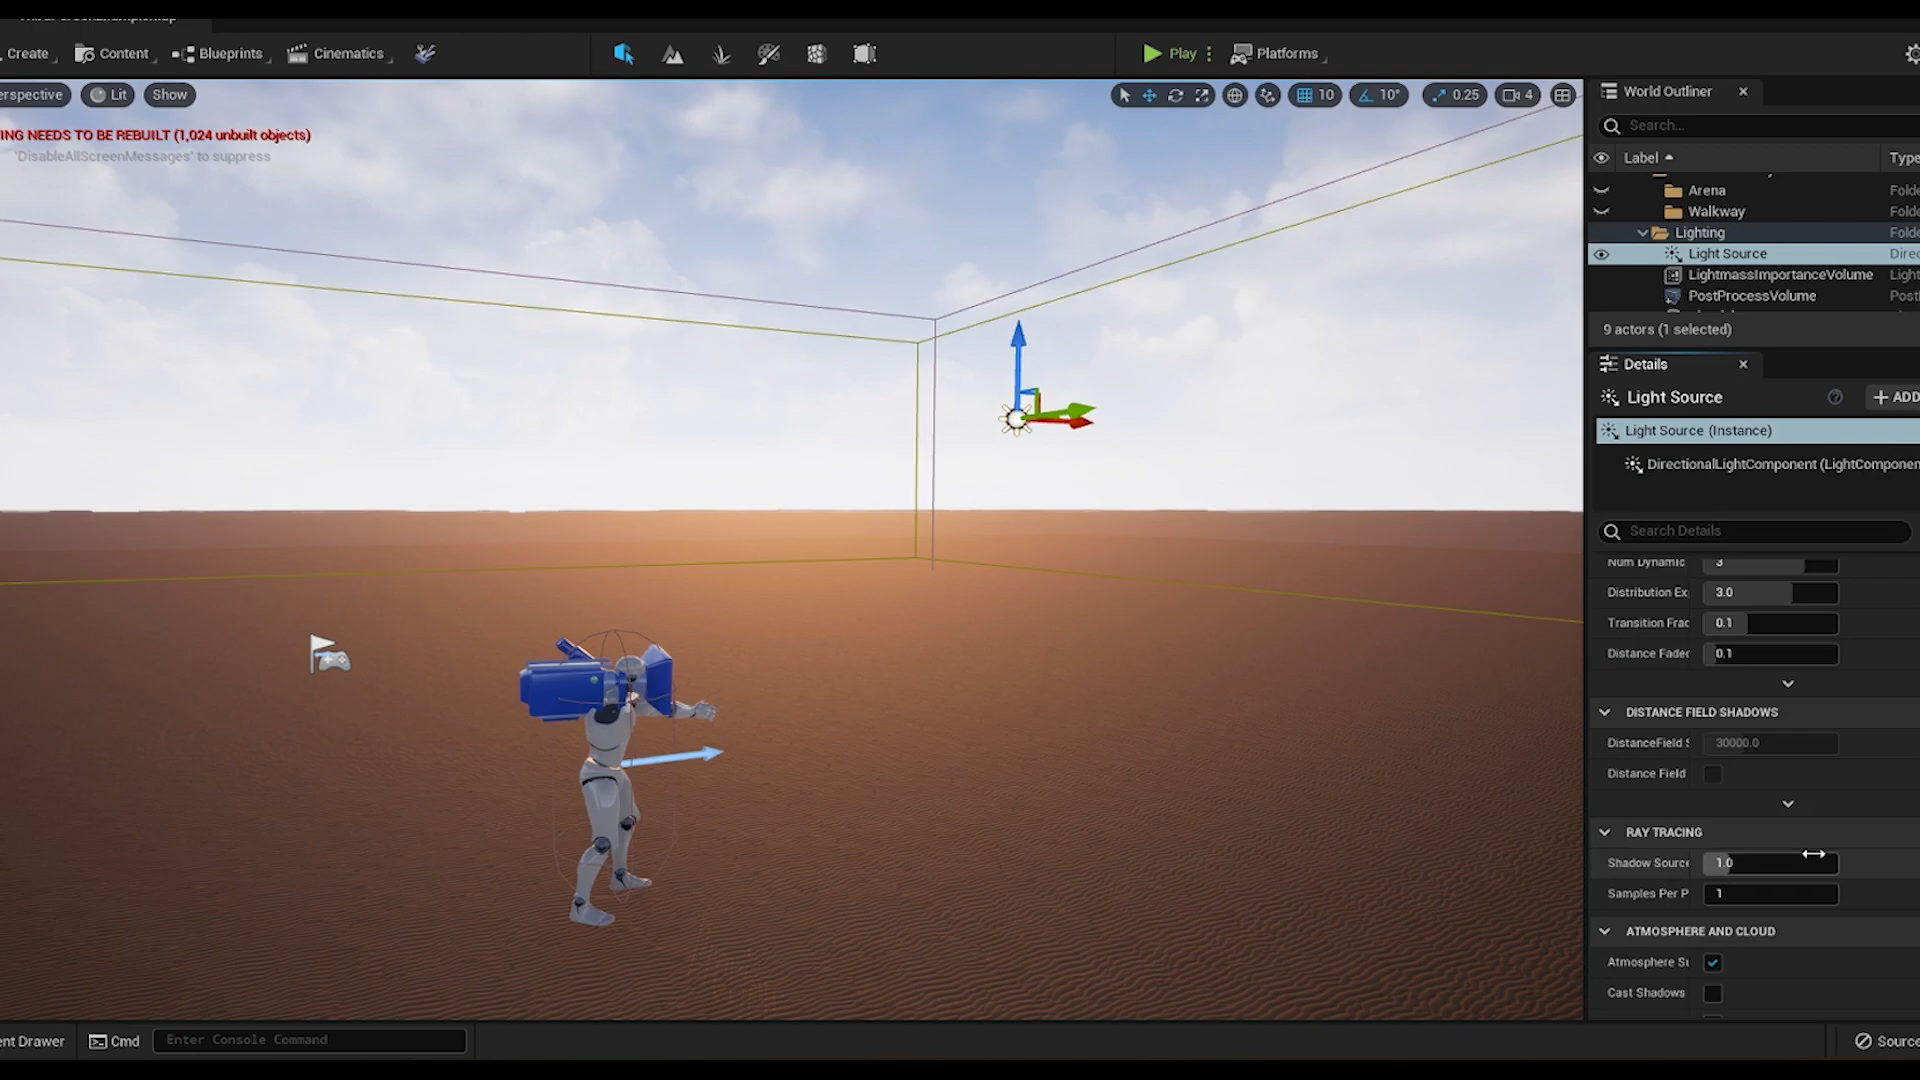 Create Content Blueprints Cinematics Play Platforms
erspective Lit Show 10 10° 0.25 4
World Outliner
ING NEEDS TO BE REBUILT (1,024 unbuilt objects)
'DisableAllScreenMessages' to suppress
Search...
Label Type
Arena Folde
Walkway Folde
Lighting Folde
Light Source Direc
LightmassImportanceVolume Light
PostProcessVolume Post
9 actors (1 selected)
Details
Light Source ADD
Light Source (Instance)
DirectionalLightComponent (LightComponen
Search Details
Num Dynamic 3
Distribution Ex 3.0
Transition Frac 0.1
Distance Faded 0.1
DISTANCE FIELD SHADOWS
DistanceField S 30000.0
Distance Field
RAY TRACING
Shadow Source 1.0
Samples Per P 1
ATMOSPHERE AND CLOUD
Atmosphere Su
Cast Shadows
ent Drawer Cmd Enter Console Command Source